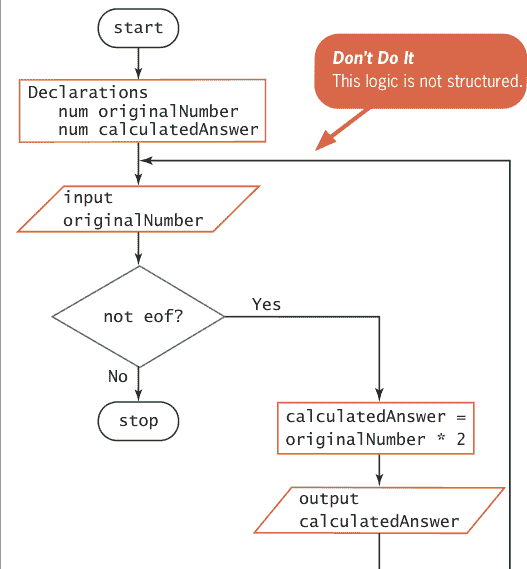 start
Don't Do It
This logic is not structured.
Declarations
num originalNumber
num calculatedAnswer
input
originalNumber
not eof?
Yes
No
stop
calculatedAnswer =
originalNumber * 2
output
calculatedAnswer